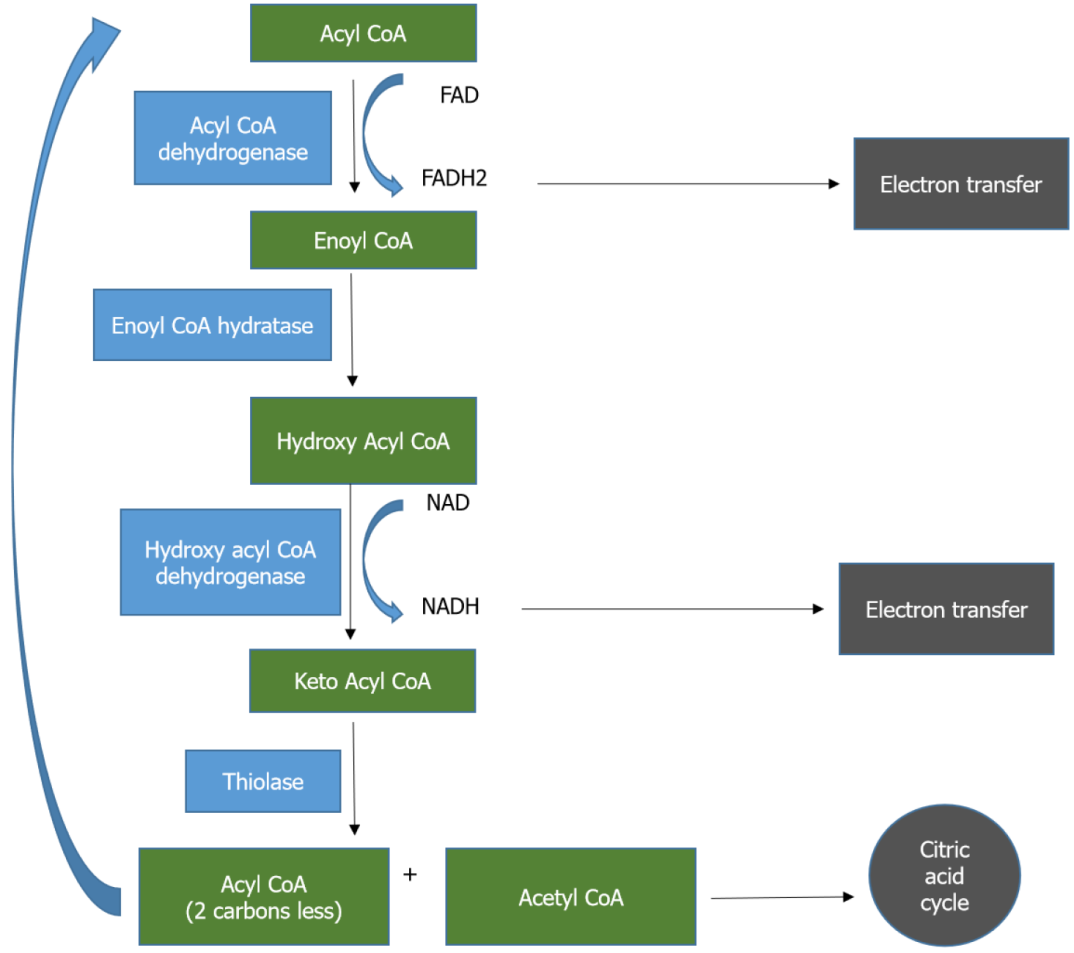 Acyl CoA
FAD
Acyl CoA
dehydrogenase
FADH2
Electron transfer
Enoyl CoA
Enoyl CoA hydratase
Hydroxy Acyl CoA
NAD
Hydroxy acyl CoA
dehydrogenase
NADH
Electron transfer
Keto Acyl CoA
Thiolase
Acyl CoA
(2 carbons less)
+
Acetyl CoA
Citric
acid
cycle